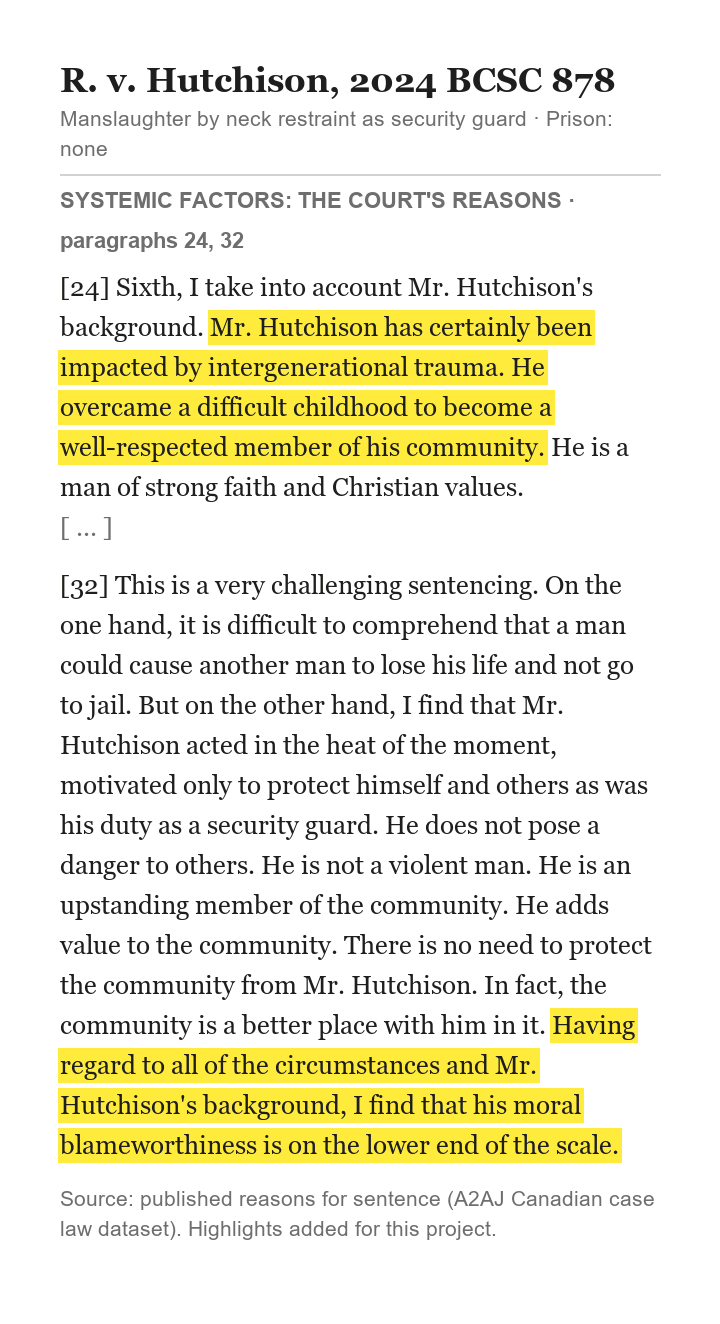 R. v. Hutchison, 2024 BCSC 878
Manslaughter by neck restraint as security guard · Prison:
none
SYSTEMIC FACTORS: THE COURT'S REASONS ·
paragraphs 24, 32
[24] Sixth, I take into account Mr. Hutchison's
background. Mr. Hutchison has certainly been
impacted by intergenerational trauma. He
overcame a difficult childhood to become a
well-respected member of his community. He is a
man of strong faith and Christian values.
[ ... ]
[32] This is a very challenging sentencing. On the
one hand, it is difficult to comprehend that a man
could cause another man to lose his life and not go
to jail. But on the other hand, I find that Mr.
Hutchison acted in the heat of the moment,
motivated only to protect himself and others as was
his duty as a security guard. He does not pose a
danger to others. He is not a violent man. He is an
upstanding member of the community. He adds
value to the community. There is no need to protect
the community from Mr. Hutchison. In fact, the
community is a better place with him in it. Having
regard to all of the circumstances and Mr.
Hutchison's background, I find that his moral
blameworthiness is on the lower end of the scale.
Source: published reasons for sentence (A2AJ Canadian case
law dataset). Highlights added for this project.